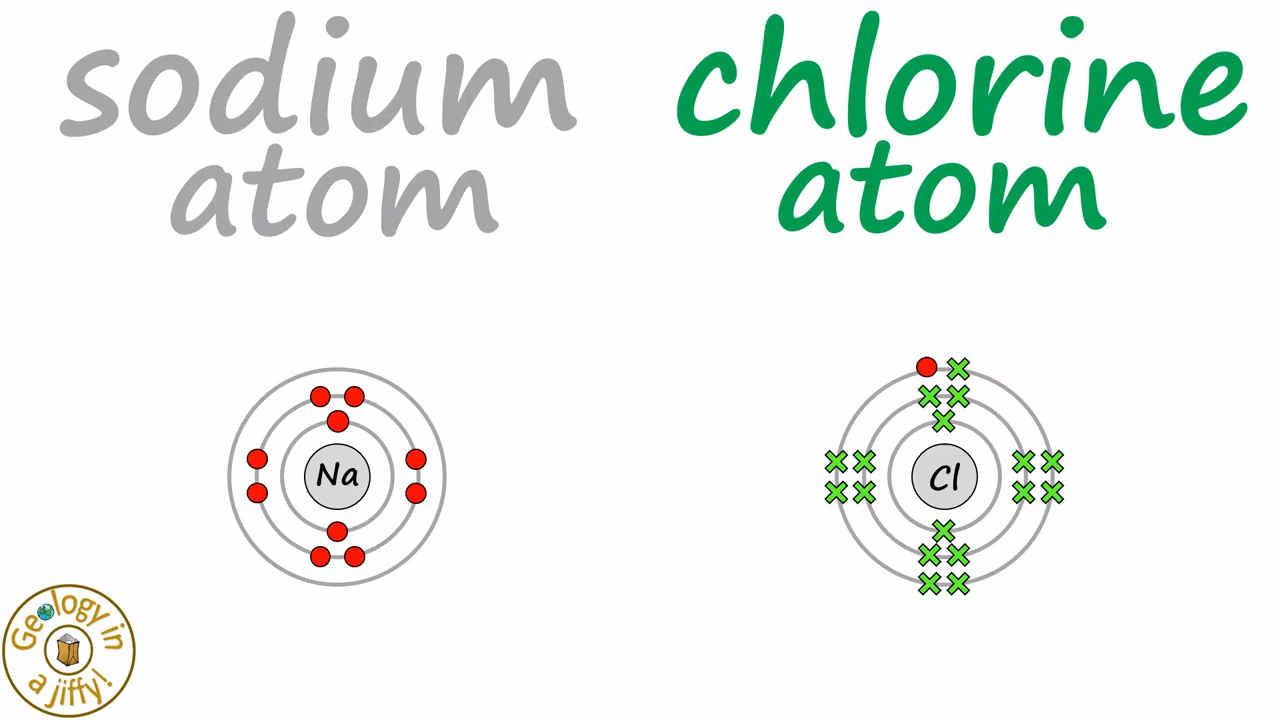 sodium
atom
chlorine
atom
Na
Cl
Geology in
a jiffy!